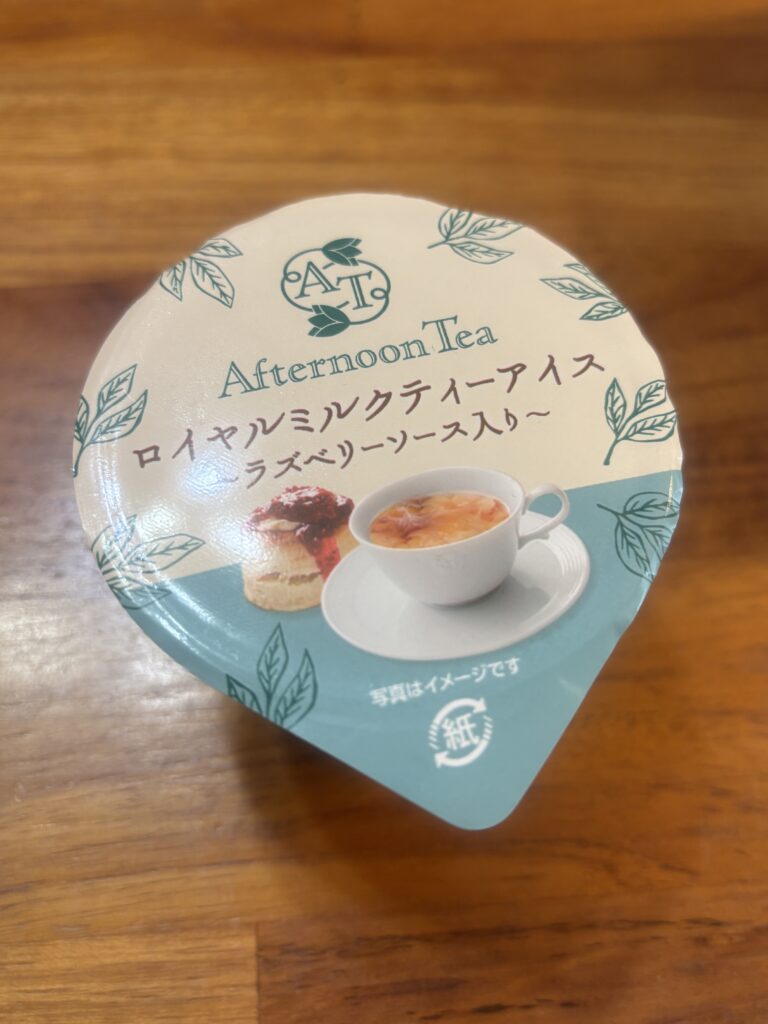 AT
Afternoon Tea
ロイヤルミルクティーアイス
～ラズベリーソース入り～
写真はイメージです
紙